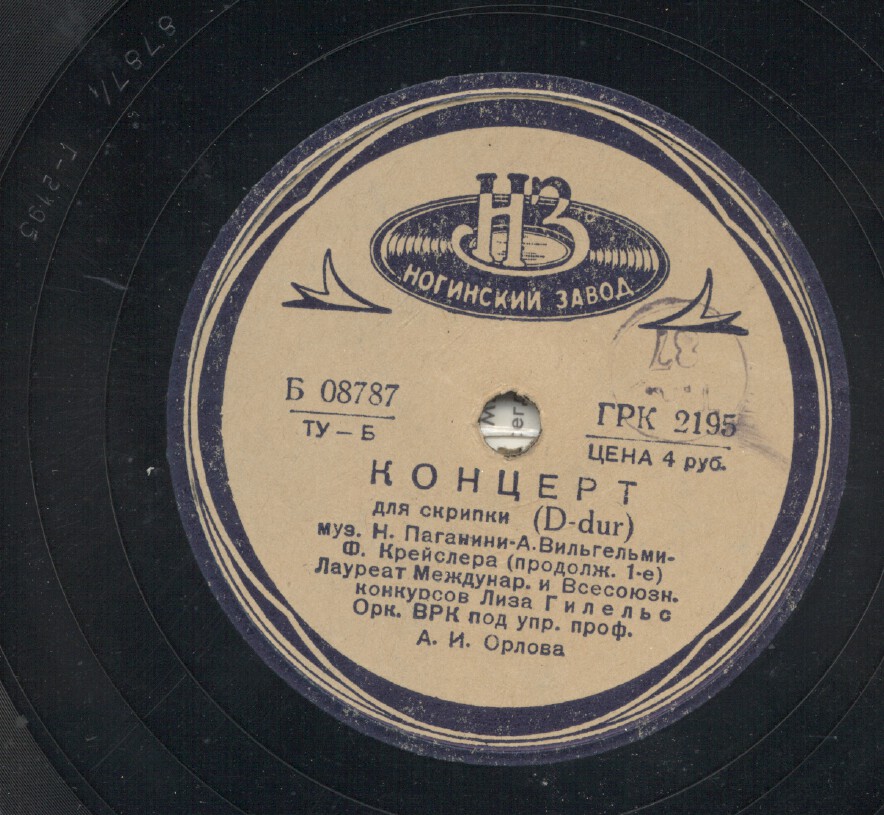 8787/1
Г-2195
НЗ
НОГИНСКИЙ ЗАВОД
37
Б 08787
ТУ – Б
ГРК 2195
ЦЕНА 4 руб.
КОНЦЕРТ
для скрипки (D-dur)
муз. Н. Паганини-А.Вильгельми-
Ф. Крейслера (продолж. 1-е)
Лауреат Междунар. и Всесоюзн.
конкурсов Лиза Гилельс
Орк. ВРК под упр. проф.
А. И. Орлова